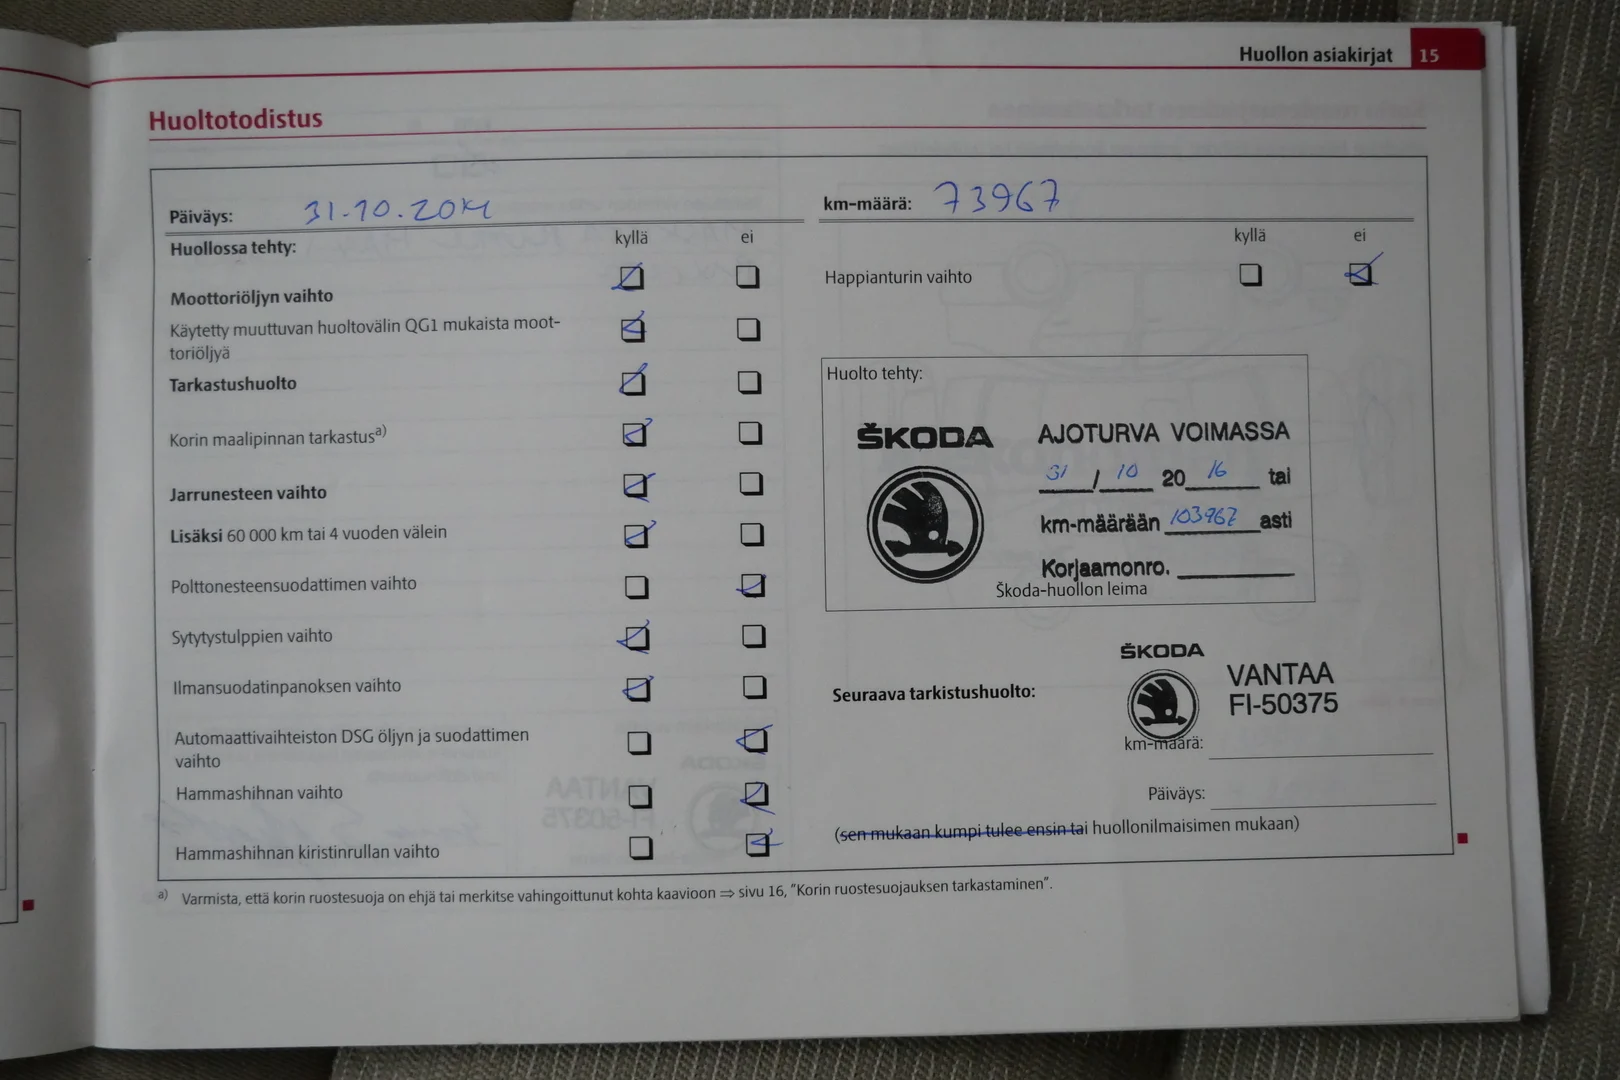 Huollon asiakirjat 15
Huoltotodistus
Päiväys: 31.10.2014
km-määrä: 73967
Huollossa tehty: kyllä ei
Moottoriöljyn vaihto
Käytetty muuttuvan huoltovälin QG1 mukaista moot-
toriöljyä
Tarkastushuolto
Korin maalipinnan tarkastusa)
Jarrunesteen vaihto
Lisäksi 60 000 km tai 4 vuoden välein
Polttonesteensuodattimen vaihto
Sytytystulppien vaihto
Ilmansuodatinpanoksen vaihto
Automaattivaihteiston DSG öljyn ja suodattimen
vaihto
Hammashihnan vaihto
Hammashihnan kiristinrullan vaihto
kyllä ei
Happianturin vaihto
Huolto tehty:
ŠKODA
AJOTURVA VOIMASSA
31 / 10 2016 tai
km-määrään 103967 asti
Korjaamonro.
Škoda-huollon leima
Seuraava tarkistushuolto:
ŠKODA
VANTAA
FI-50375
km-määrä:
Päiväys:
(sen mukaan kumpi tulee ensin tai huollonilmaisimen mukaan)
a) Varmista, että korin ruostesuoja on ehjä tai merkitse vahingoittunut kohta kaavioon ⇒ sivu 16, "Korin ruostesuojauksen tarkastaminen".